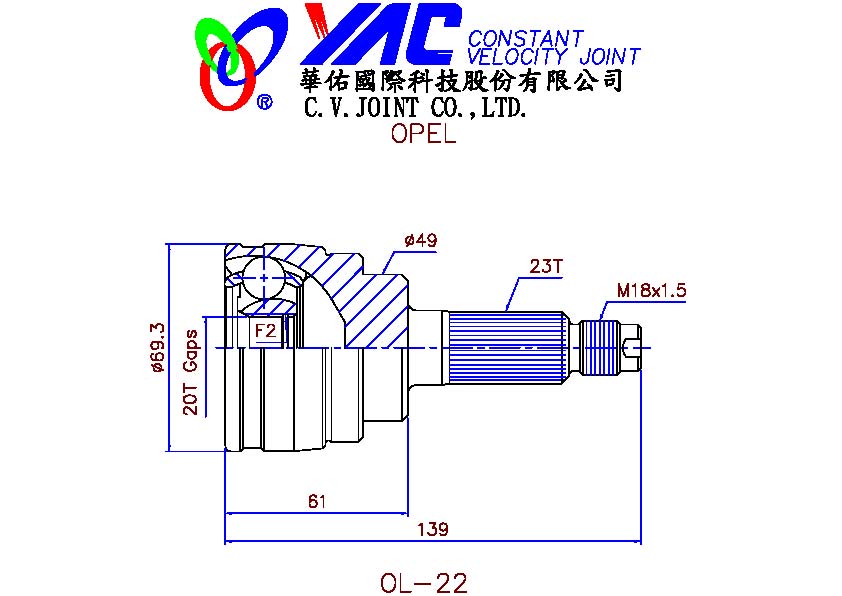 YAC CONSTANT
VELOCITY JOINT
®
華佑國際科技股份有限公司
C.V.JOINT CO.,LTD.
OPEL
ø49
23T
M18x1.5
F2
ø69.3
20T Gaps
61
139
OL-22